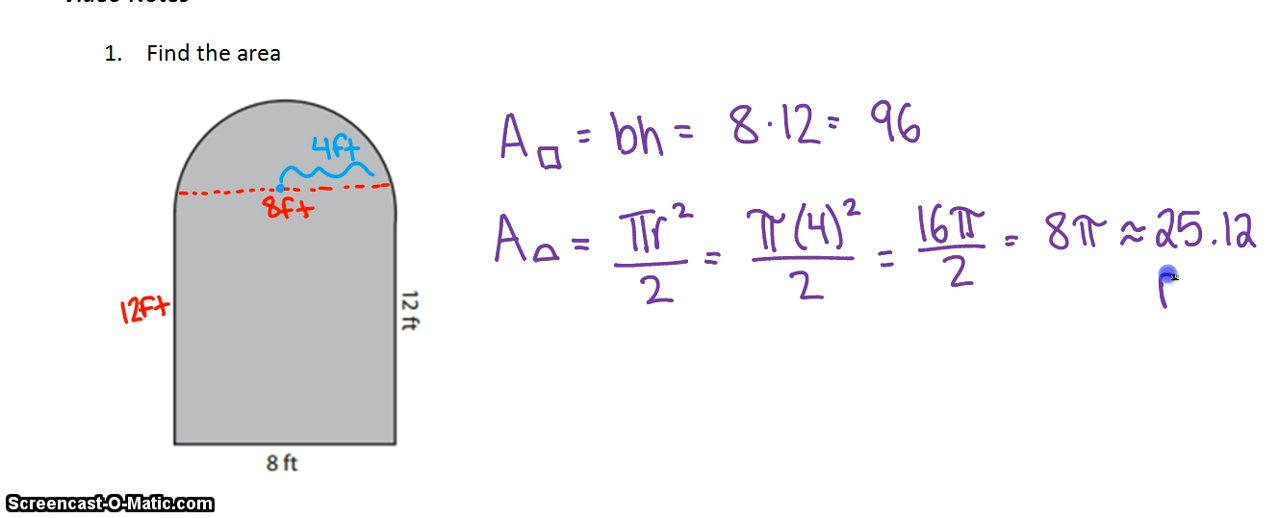 1. Find the area
4ft
8ft
12ft
12 ft
8 ft
A□ = bh = 8·12 = 96
A⌓ = πr²/2 = π(4)²/2 = 16π/2 = 8π ≈ 25.12
Screencast-O-Matic.com